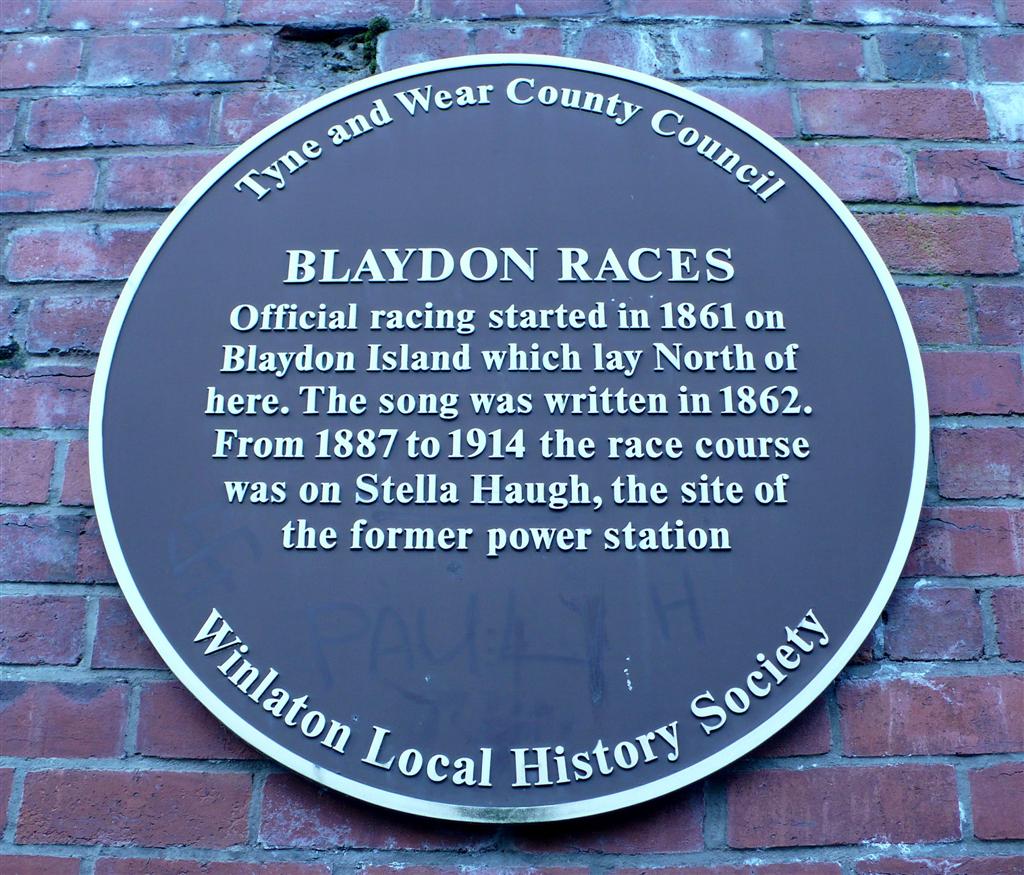 Tyne and Wear County Council
BLAYDON RACES
Official racing started in 1861 on
Blaydon Island which lay North of
here. The song was written in 1862.
From 1887 to 1914 the race course
was on Stella Haugh, the site of
the former power station
PAUL H
Winlaton Local History Society